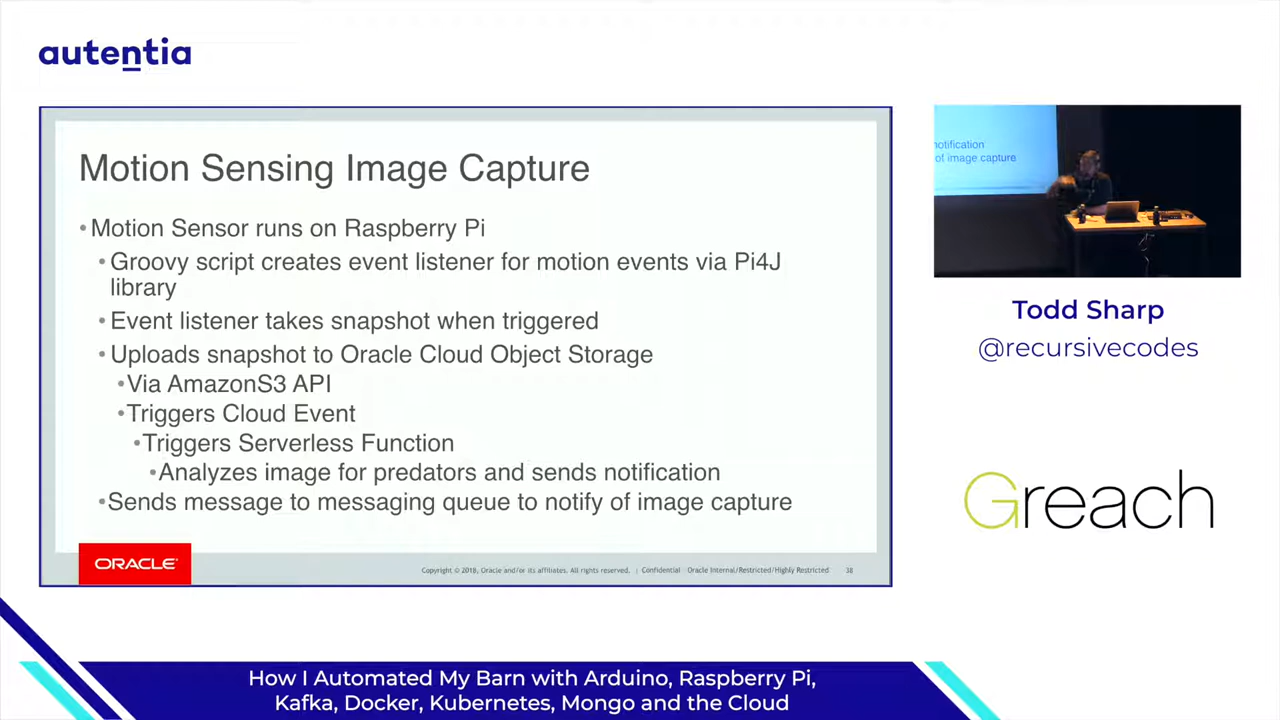 autentia
Motion Sensing Image Capture
•Motion Sensor runs on Raspberry Pi
•Groovy script creates event listener for motion events via Pi4J
library
•Event listener takes snapshot when triggered
•Uploads snapshot to Oracle Cloud Object Storage
•Via AmazonS3 API
•Triggers Cloud Event
•Triggers Serverless Function
•Analyzes image for predators and sends notification
•Sends message to messaging queue to notify of image capture
ORACLE
Copyright © 2018, Oracle and/or its affiliates. All rights reserved. | Confidential Oracle Internal/Restricted/Highly Restricted 38
notification
of image capture
Todd Sharp
@recursivecodes
Greach
How I Automated My Barn with Arduino, Raspberry Pi,
Kafka, Docker, Kubernetes, Mongo and the Cloud